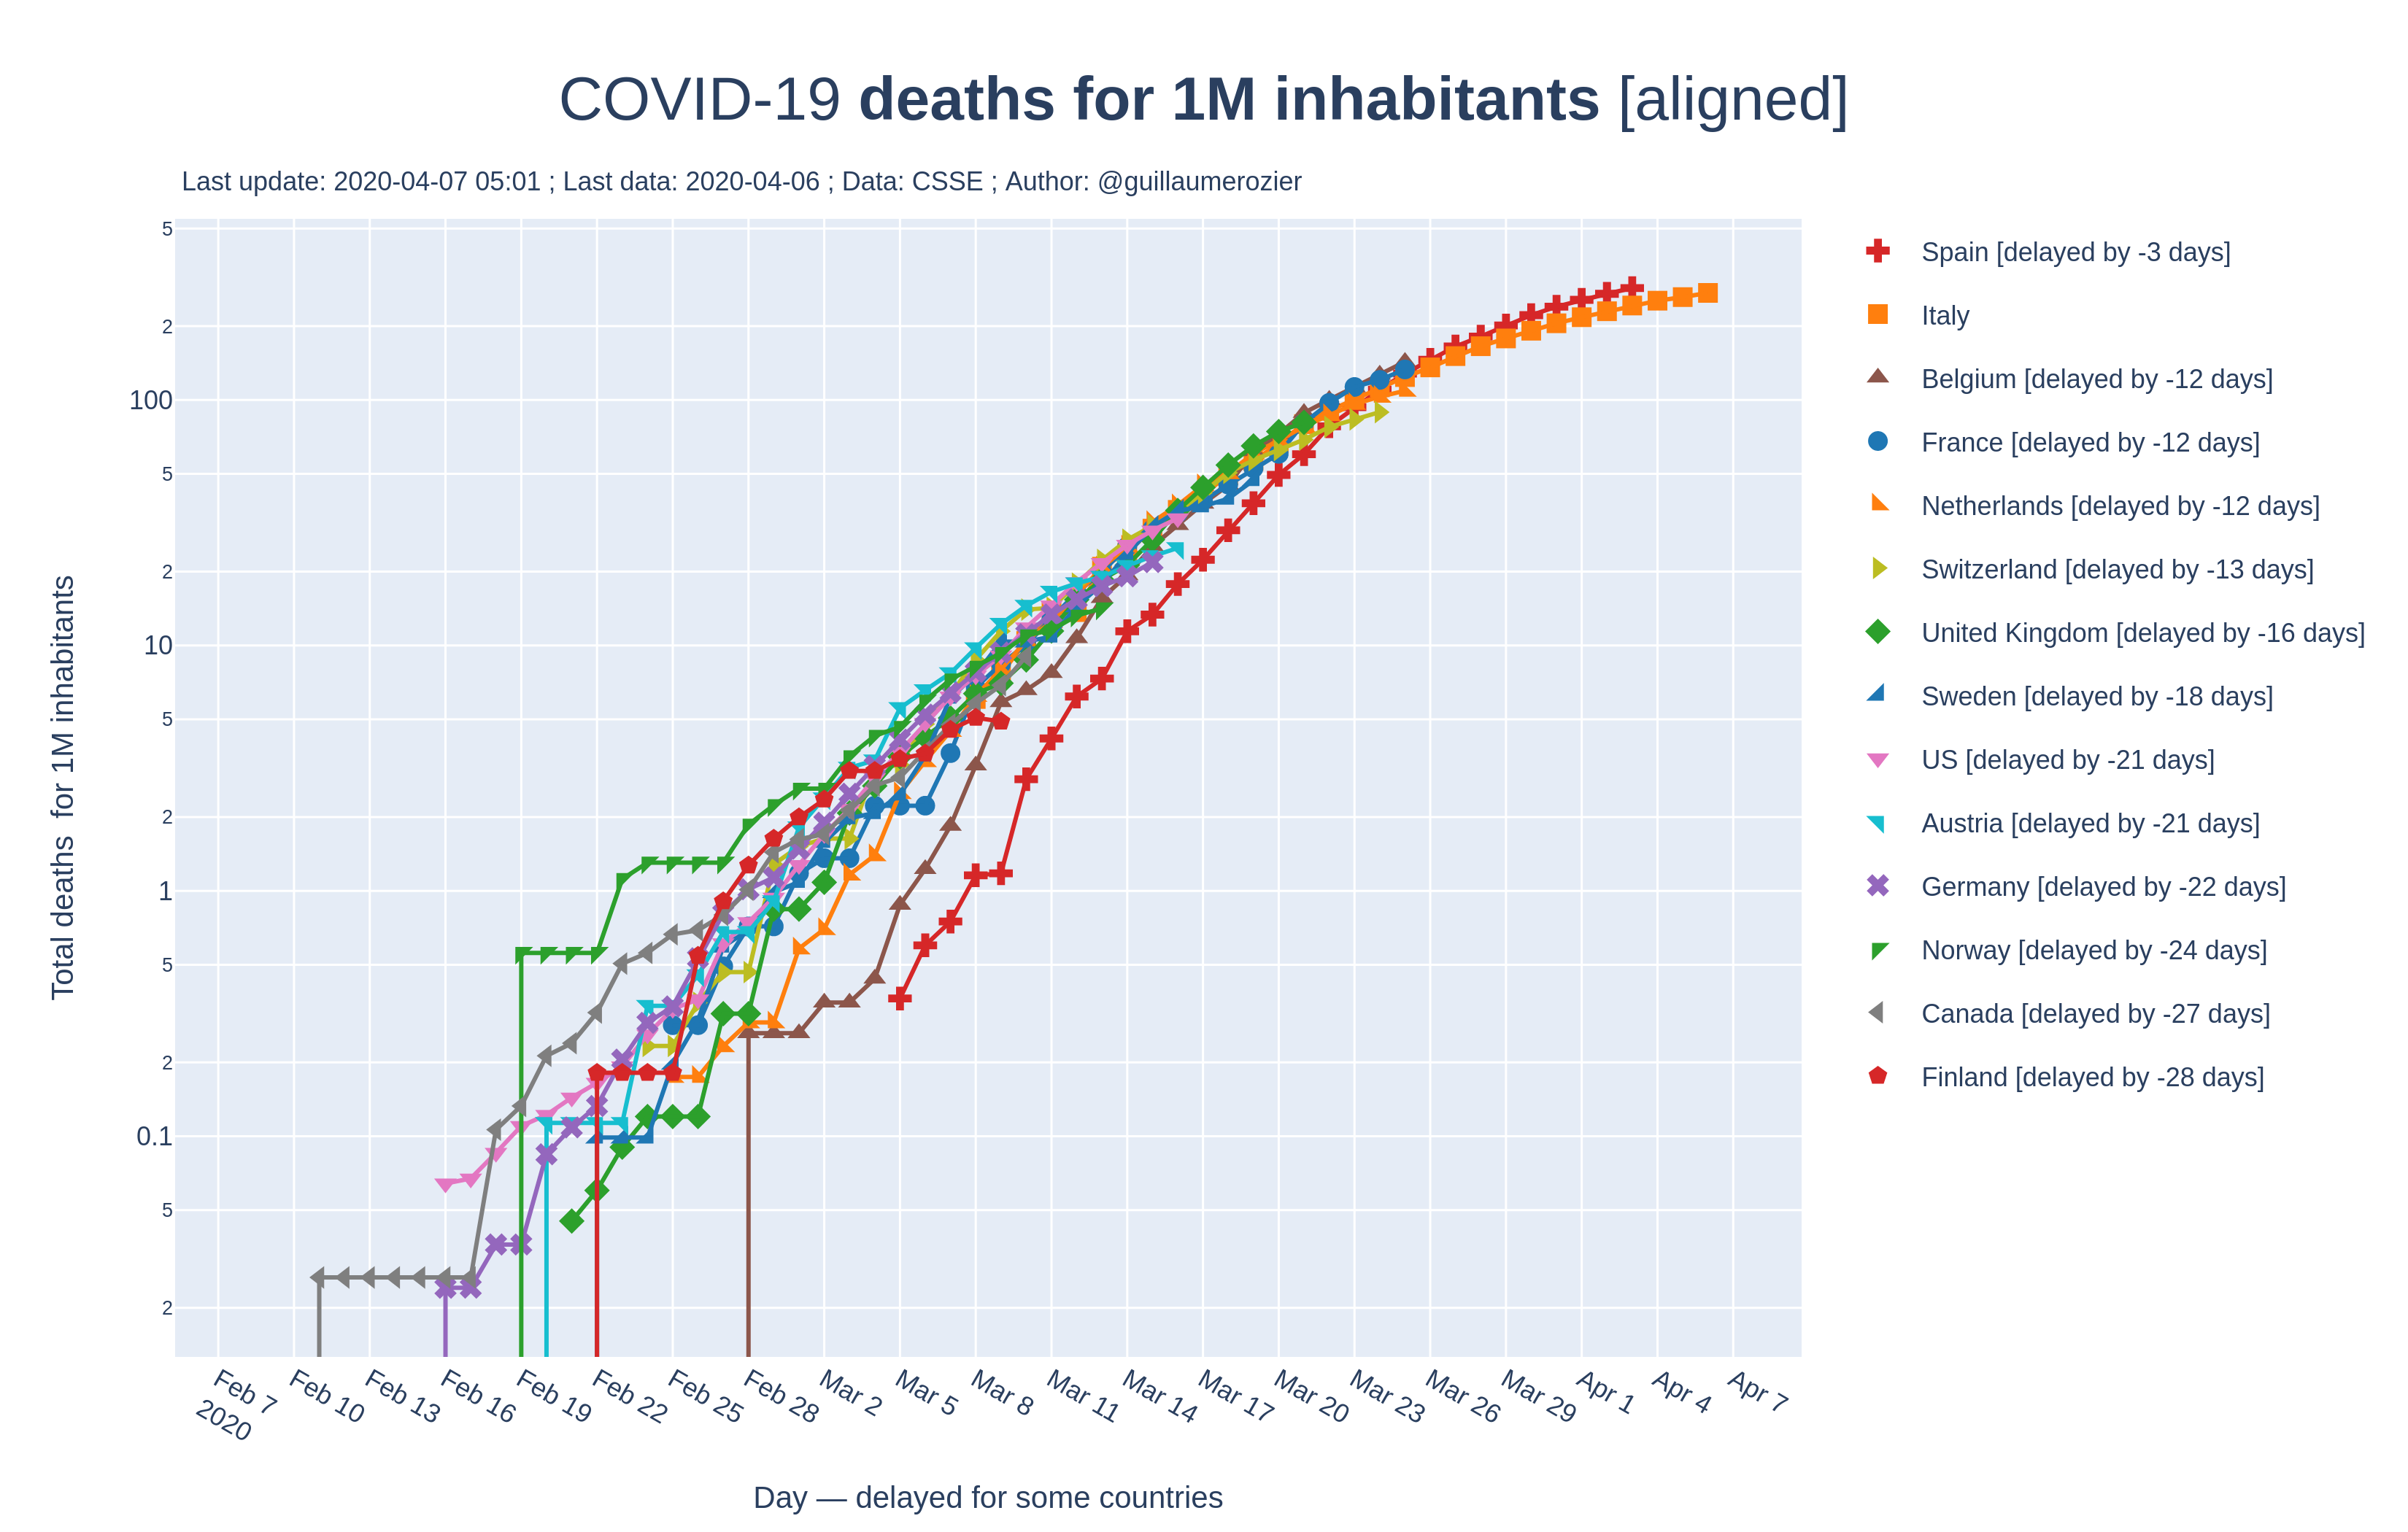 COVID-19 deaths for 1M inhabitants [aligned]
Last update: 2020-04-07 05:01 ; Last data: 2020-04-06 ; Data: CSSE ; Author: @guillaumerozier
Total deaths  for 1M inhabitants
5
2
100
5
2
10
5
2
1
5
2
0.1
5
2
Feb 7
2020
Feb 10
Feb 13
Feb 16
Feb 19
Feb 22
Feb 25
Feb 28
Mar 2
Mar 5
Mar 8
Mar 11
Mar 14
Mar 17
Mar 20
Mar 23
Mar 26
Mar 29
Apr 1
Apr 4
Apr 7
Day — delayed for some countries
Spain [delayed by -3 days]
Italy
Belgium [delayed by -12 days]
France [delayed by -12 days]
Netherlands [delayed by -12 days]
Switzerland [delayed by -13 days]
United Kingdom [delayed by -16 days]
Sweden [delayed by -18 days]
US [delayed by -21 days]
Austria [delayed by -21 days]
Germany [delayed by -22 days]
Norway [delayed by -24 days]
Canada [delayed by -27 days]
Finland [delayed by -28 days]